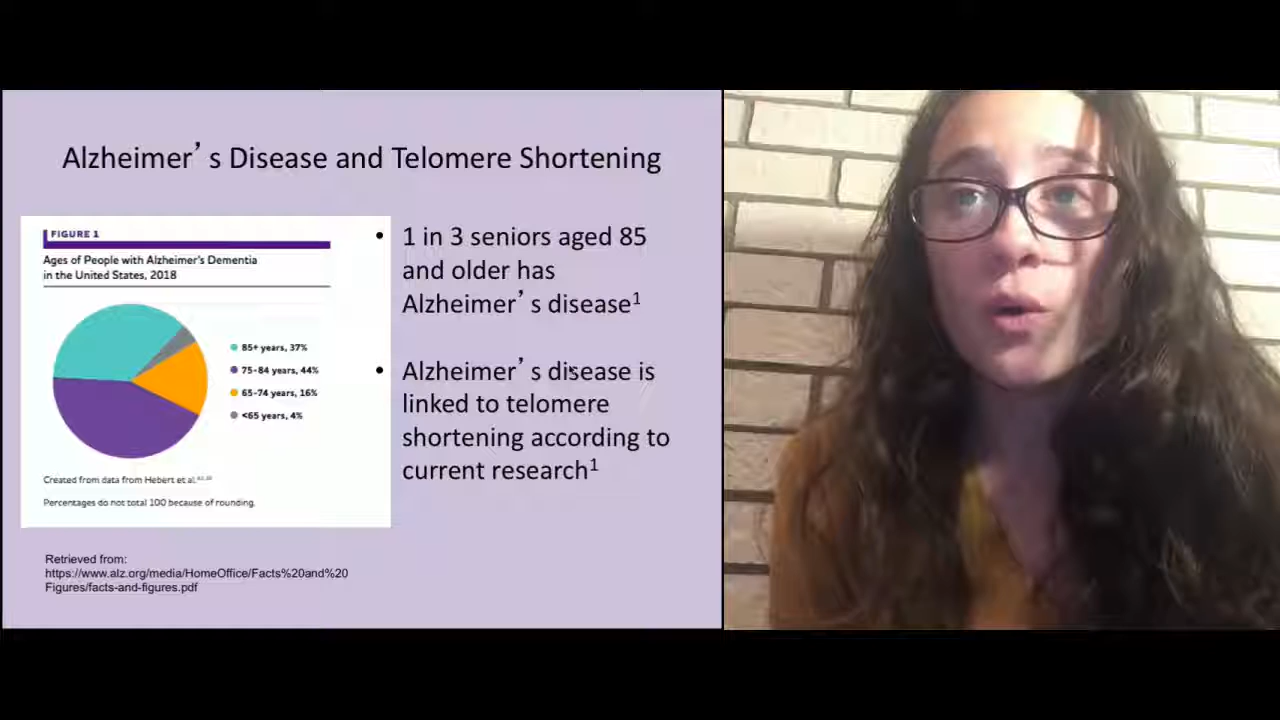 Alzheimer’s Disease and Telomere Shortening
FIGURE 1
Ages of People with Alzheimer's Dementia
in the United States, 2018
85+ years, 37%
75-84 years, 44%
65-74 years, 16%
<65 years, 4%
Created from data from Hebert et al.
Percentages do not total 100 because of rounding.
Retrieved from:
https://www.alz.org/media/HomeOffice/Facts%20and%20
Figures/facts-and-figures.pdf
• 1 in 3 seniors aged 85
and older has
Alzheimer’s disease¹
• Alzheimer’s disease is
linked to telomere
shortening according to
current research¹